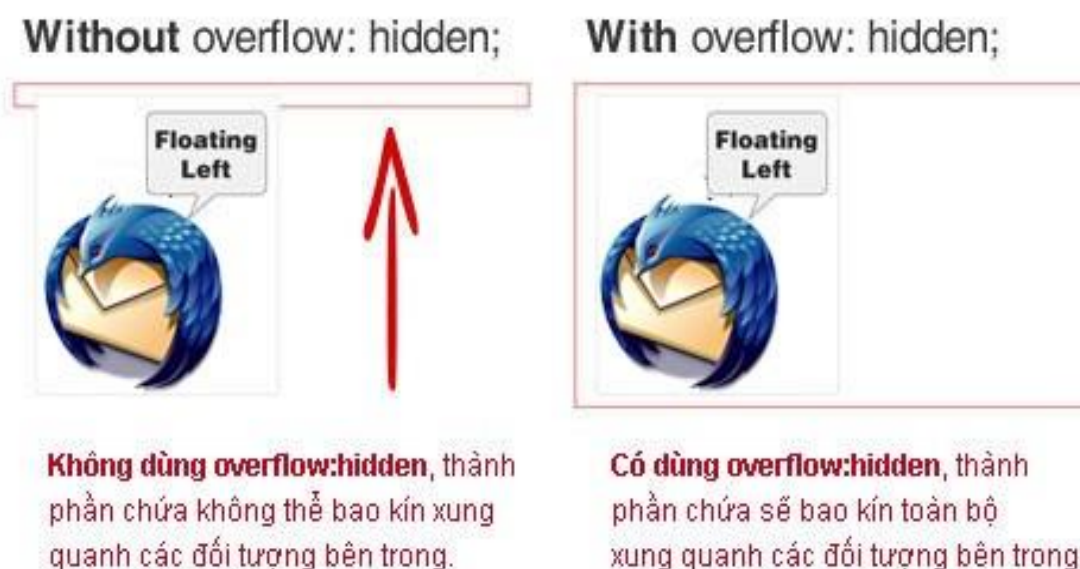 Without overflow: hidden;
Floating
Left
Không dùng overflow:hidden, thành
phần chứa không thể bao kín xung
quanh các đối tượng bên trong.
With overflow: hidden;
Floating
Left
Có dùng overflow:hidden, thành
phần chứa sẽ bao kín toàn bộ
xung quanh các đối tượng bên trong